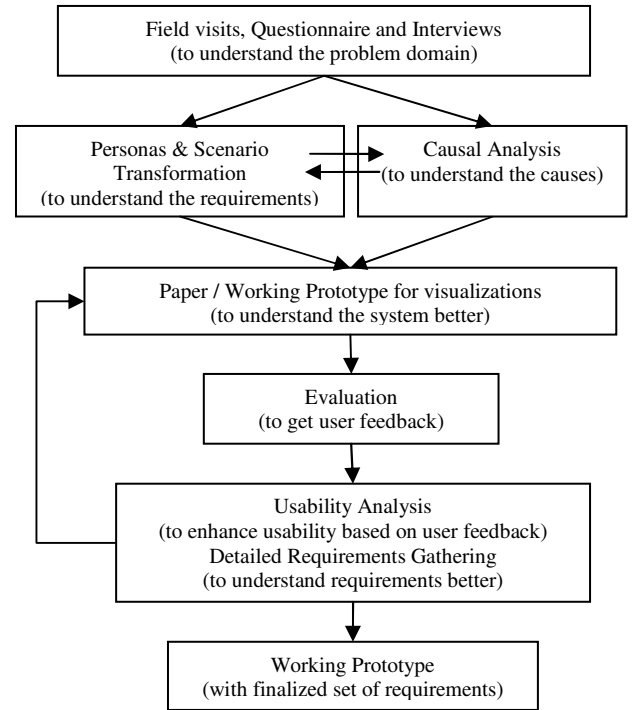 Field visits, Questionnaire and Interviews
(to understand the problem domain)
Personas & Scenario
Transformation
(to understand the requirements)
Causal Analysis
(to understand the causes)
Paper / Working Prototype for visualizations
(to understand the system better)
Evaluation
(to get user feedback)
Usability Analysis
(to enhance usability based on user feedback)
Detailed Requirements Gathering
(to understand requirements better)
Working Prototype
(with finalized set of requirements)